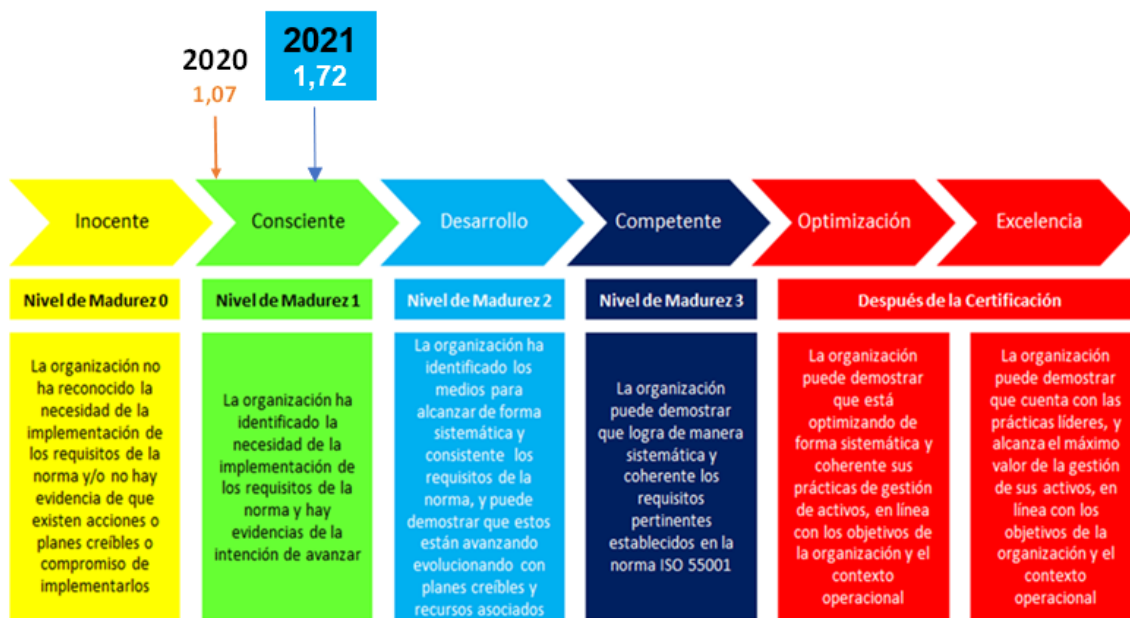 2020
1,07
2021
1,72
Inocente
Consciente
Desarrollo
Competente
Optimización
Excelencia
Nivel de Madurez 0
Nivel de Madurez 1
Nivel de Madurez 2
Nivel de Madurez 3
Después de la Certificación
La organización no
ha reconocido la
necesidad de la
implementación de
los requisitos de la
norma y/o no hay
evidencia de que
existen acciones o
planes creíbles o
compromiso de
implementarlos
La organización ha
identificado la
necesidad de la
implementación de
los requisitos de la
norma y hay
evidencias de la
intención de avanzar
La organización ha
identificado los
medios para
alcanzar de forma
sistemática y
consistente los
requisitos de la
norma, y puede
demostrar que estos
están avanzando
evolucionando con
planes creíbles y
recursos asociados
La organización
puede demostrar
que logra de manera
sistemática y
coherente los
requisitos
pertinentes
establecidos en la
norma ISO 55001
La organización
puede demostrar
que está
optimizando de
forma sistemática y
coherente sus
prácticas de gestión
de activos, en línea
con los objetivos de
la organización y el
contexto
operacional
La organización
puede demostrar
que cuenta con las
prácticas líderes, y
alcanza el máximo
valor de la gestión
de sus activos, en
línea con los
objetivos de la
organización y el
contexto
operacional